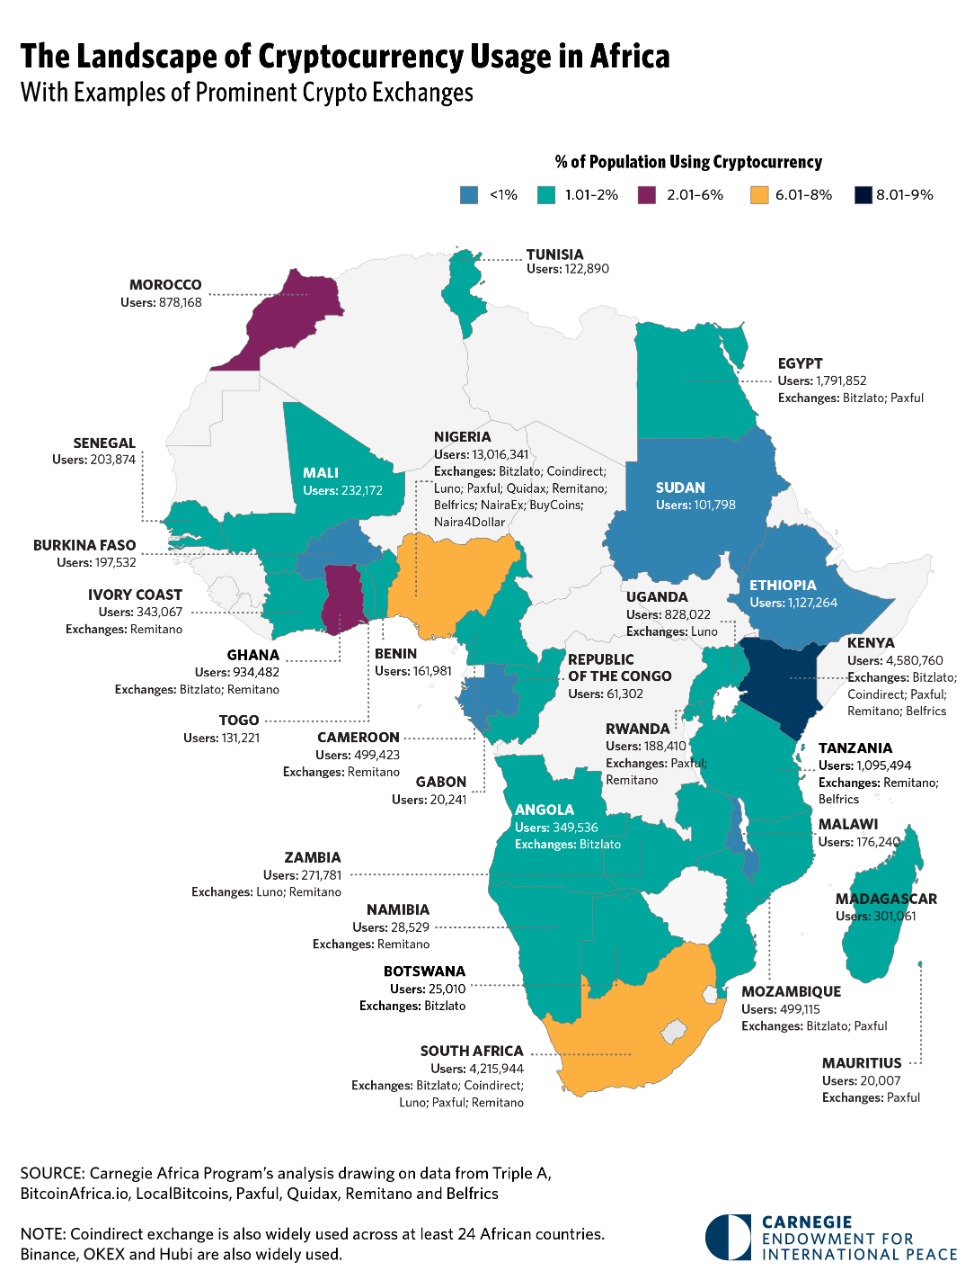 The Landscape of Cryptocurrency Usage in Africa
With Examples of Prominent Crypto Exchanges
% of Population Using Cryptocurrency
<1%
1.01-2%
2.01-6%
6.01-8%
8.01-9%
TUNISIA
Users: 122,890
MOROCCO
Users: 878,168
EGYPT
Users: 1,791,852
Exchanges: Bitzlato; Paxful
SENEGAL
Users: 203,874
MALI
Users: 232,172
NIGERIA
Users: 13,016,341
Exchanges: Bitzlato; Coindirect;
Luno; Paxful; Quidax; Remitano;
Belfrics; NairaEx; BuyCoins;
Naira4Dollar
SUDAN
Users: 101,798
BURKINA FASO
Users: 197,532
ETHIOPIA
Users: 1,127,264
IVORY COAST
Users: 343,067
Exchanges: Remitano
UGANDA
Users: 828,022
Exchanges: Luno
KENYA
Users: 4,580,760
Exchanges: Bitzlato;
Coindirect; Paxful;
Remitano; Belfrics
GHANA
Users: 934,482
Exchanges: Bitzlato; Remitano
BENIN
Users: 161,981
REPUBLIC
OF THE CONGO
Users: 61,302
TOGO
Users: 131,221
RWANDA
Users: 188,410
Exchanges: Paxful;
Remitano
CAMEROON
Users: 499,423
Exchanges: Remitano
TANZANIA
Users: 1,095,494
Exchanges: Remitano;
Belfrics
GABON
Users: 20,241
ANGOLA
Users: 349,536
Exchanges: Bitzlato
MALAWI
Users: 176,240
ZAMBIA
Users: 271,781
Exchanges: Luno; Remitano
MADAGASCAR
Users: 301,061
NAMIBIA
Users: 28,529
Exchanges: Remitano
BOTSWANA
Users: 25,010
Exchanges: Bitzlato
MOZAMBIQUE
Users: 499,115
Exchanges: Bitzlato; Paxful
SOUTH AFRICA
Users: 4,215,944
Exchanges: Bitzlato; Coindirect;
Luno; Paxful; Remitano
MAURITIUS
Users: 20,007
Exchanges: Paxful
SOURCE: Carnegie Africa Program's analysis drawing on data from Triple A,
BitcoinAfrica.io, LocalBitcoins, Paxful, Quidax, Remitano and Belfrics
NOTE: Coindirect exchange is also widely used across at least 24 African countries.
Binance, OKEX and Hubi are also widely used.
CARNEGIE
ENDOWMENT FOR
INTERNATIONAL PEACE